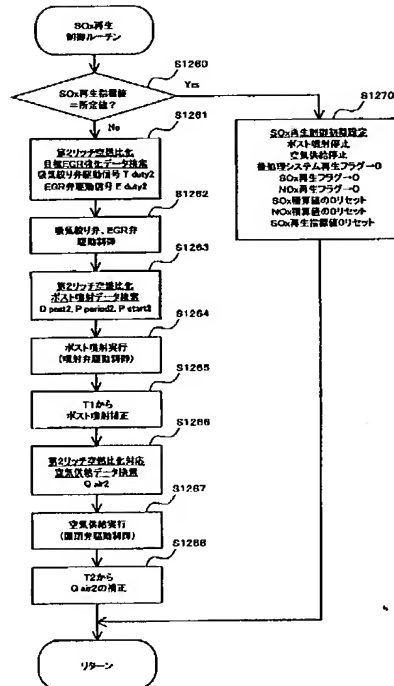 SOx再生
制御ルーチン
S1260
SOx再生指標値
=所定値?
Yes
No
S1270
SOx再生制御初期設定
ポスト噴射停止
空気供給停止
後処理システム再生フラグ→0
SOx再生フラグ→0
NOx再生フラグ→0
SOx積算値の0リセット
NOx積算値の0リセット
SOx再生指標値0リセット
S1261
第2リッチ空燃比化
目標EGR強化データ検索
吸気絞り弁駆動信号 T duty2
EGR弁駆動信号 E duty2
S1262
吸気絞り弁、EGR弁
駆動制御
S1263
第2リッチ空燃比化
ポスト噴射データ検索
Q post2, P period2, P start2
S1264
ポスト噴射実行
(噴射弁駆動制御)
S1265
T1から
ポスト噴射補正
S1266
第2リッチ空燃比化対応
空気供給データ検索
Q air2
S1267
空気供給実行
(開閉弁駆動制御)
S1268
T2から
Q air2の補正
リターン